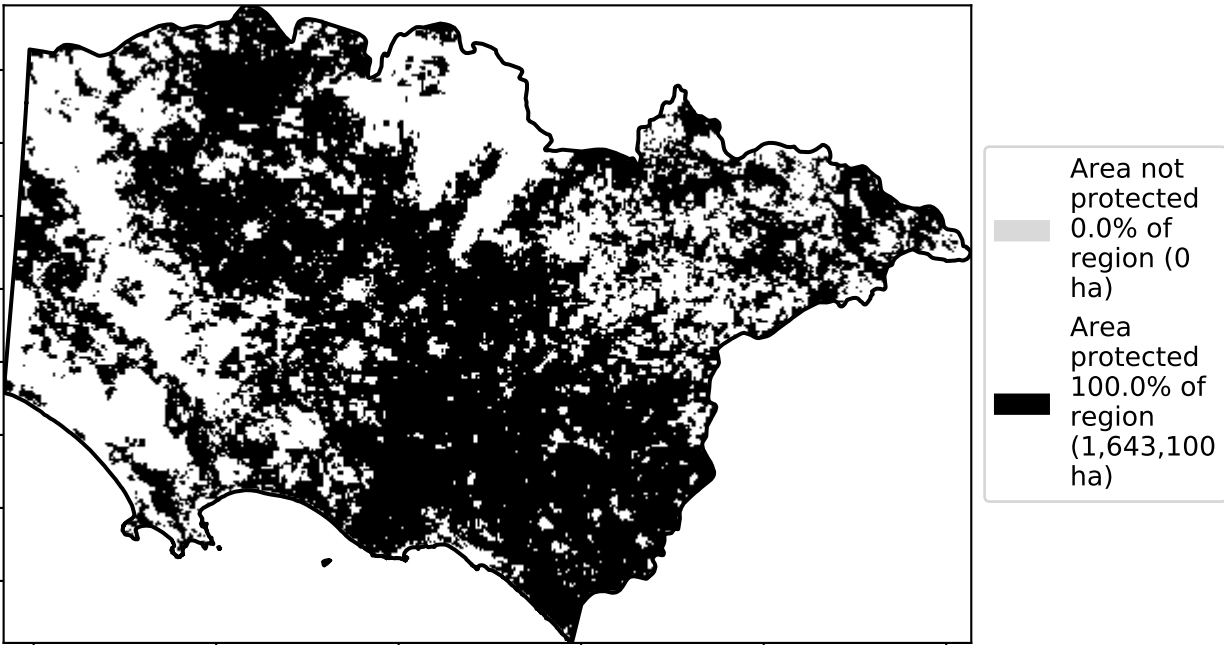 Area not
protected
0.0% of
region (0
ha)
Area
protected
100.0% of
region
(1,643,100
ha)